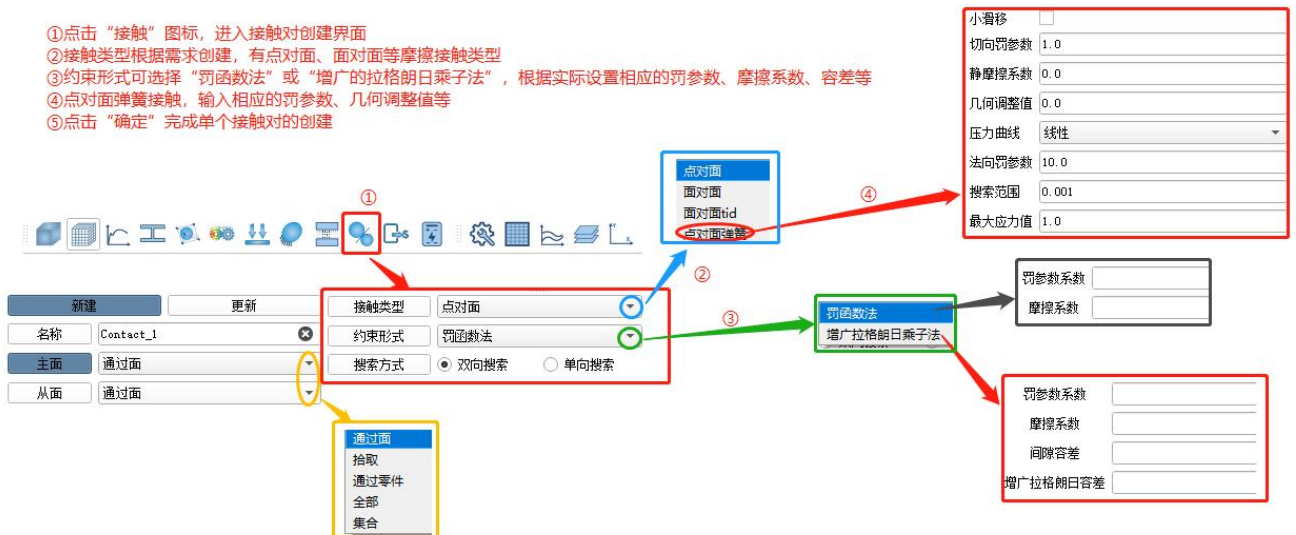 ①点击“接触”图标，进入接触对创建界面
②接触类型根据需求创建，有点对面、面对面等摩擦接触类型
③约束形式可选择“罚函数法”或“增广的拉格朗日乘子法”，根据实际设置相应的罚参数、摩擦系数、容差等
④点对面弹簧接触，输入相应的罚参数、几何调整值等
⑤点击“确定”完成单个接触对的创建
小滑移
切向罚参数 1.0
静摩擦系数 0.0
几何调整值 0.0
压力曲线 线性
法向罚参数 10.0
搜索范围 0.001
最大应力值 1.0
点对面
面对面
面对面tid
点对面弹簧
①
④
②
新建 更新
名称 Contact_1
主面 通过面
从面 通过面
接触类型 点对面
约束形式 罚函数法
搜索方式 双向搜索 单向搜索
③
罚函数法
增广拉格朗日乘子法
罚参数系数
摩擦系数
罚参数系数
摩擦系数
间隙容差
增广拉格朗日容差
通过面
拾取
通过零件
全部
集合